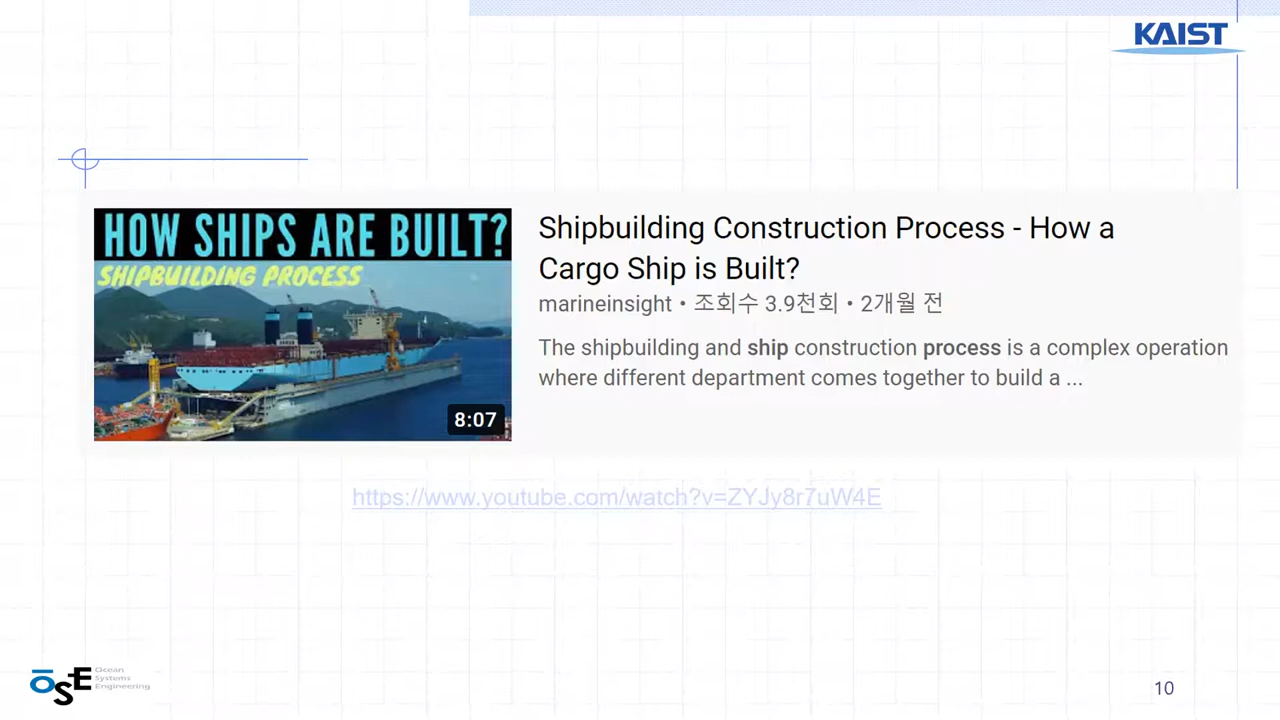 KAIST
HOW SHIPS ARE BUILT?
SHIPBUILDING PROCESS
8:07
Shipbuilding Construction Process - How a
Cargo Ship is Built?
marineinsight • 조회수 3.9천회 • 2개월 전
The shipbuilding and ship construction process is a complex operation
where different department comes together to build a ...
https://www.youtube.com/watch?v=ZYJy8r7uW4E
OSE
Ocean
Systems
Engineering
10